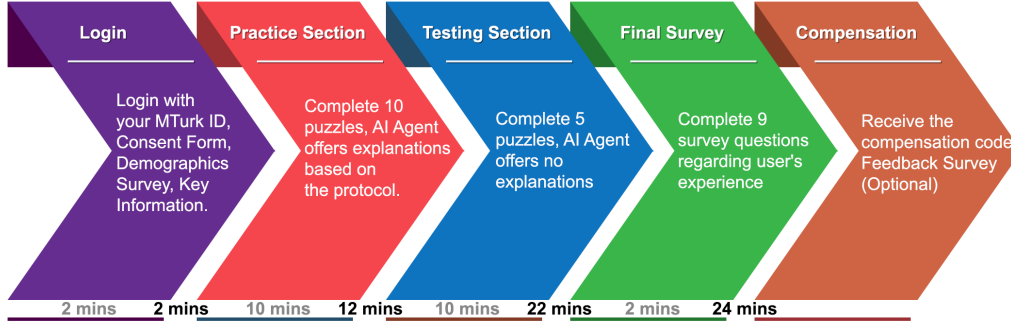 Login
Login with
your MTurk ID,
Consent Form,
Demographics
Survey, Key
Information.
Practice Section
Complete 10
puzzles, AI Agent
offers explanations
based on
the protocol.
Testing Section
Complete 5
puzzles, AI Agent
offers no
explanations
Final Survey
Complete 9
survey questions
regarding user's
experience
Compensation
Receive the
compensation code
Feedback Survey
(Optional)
2 mins 2 mins 10 mins 12 mins 10 mins 22 mins 2 mins 24 mins